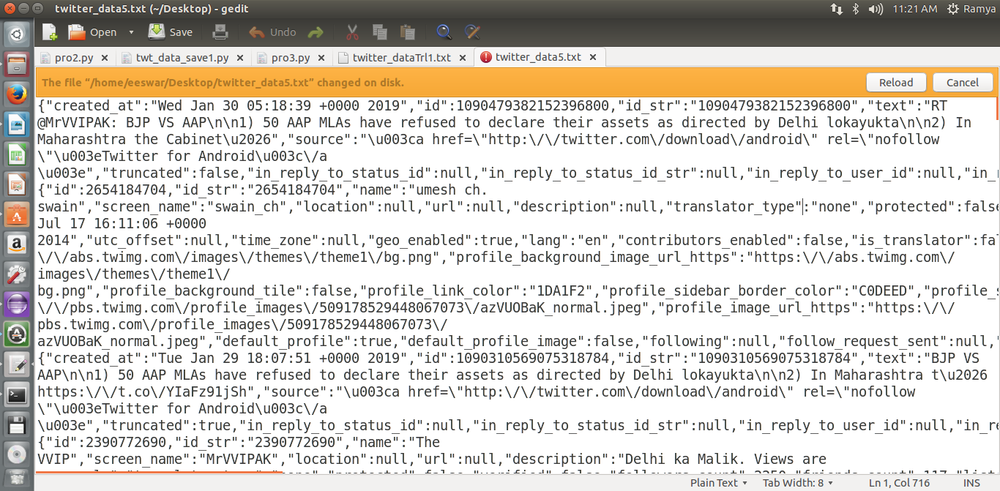 twitter_data5.txt (~/Desktop) - gedit
11:21 AM
Ramya
Open
Save
Undo
pro2.py
twt_data_save1.py
pro3.py
twitter_dataTrl1.txt
twitter_data5.txt
The file “/home/eeswar/Desktop/twitter_data5.txt” changed on disk.
Reload
Cancel
{"created_at":"Wed Jan 30 05:18:39 +0000 2019","id":1090479382152396800,"id_str":"1090479382152396800","text":"RT
@MrVVIPAK: BJP VS AAP\n\n1) 50 AAP MLAs have refused to declare their assets as directed by Delhi lokayukta\n\n2) In
Maharashtra the Cabinet\u2026","source":"\u003ca href=\"http:\/\/twitter.com\/download\/android\" rel=\"nofollow
\"\u003eTwitter for Android\u003c\/a
\u003e","truncated":false,"in_reply_to_status_id":null,"in_reply_to_status_id_str":null,"in_reply_to_user_id":null,"in_r
{"id":2654184704,"id_str":"2654184704","name":"umesh ch.
swain","screen_name":"swain_ch","location":null,"url":null,"description":null,"translator_type":"none","protected":false
Jul 17 16:11:06 +0000
2014","utc_offset":null,"time_zone":null,"geo_enabled":true,"lang":"en","contributors_enabled":false,"is_translator":fal
\/\/abs.twimg.com\/images\/themes\/theme1\/bg.png","profile_background_image_url_https":"https:\/\/abs.twimg.com\/
images\/themes\/theme1\/
bg.png","profile_background_tile":false,"profile_link_color":"1DA1F2","profile_sidebar_border_color":"C0DEED","profile_s
\/\/pbs.twimg.com\/profile_images\/509178529448067073\/azVUOBaK_normal.jpeg","profile_image_url_https":"https:\/\/
pbs.twimg.com\/profile_images\/509178529448067073\/
azVUOBaK_normal.jpeg","default_profile":true,"default_profile_image":false,"following":null,"follow_request_sent":null,"
{"created_at":"Tue Jan 29 18:07:51 +0000 2019","id":1090310569075318784,"id_str":"1090310569075318784","text":"BJP VS
AAP\n\n1) 50 AAP MLAs have refused to declare their assets as directed by Delhi lokayukta\n\n2) In Maharashtra t\u2026
https:\/\/t.co\/YIaFz91jSh","source":"\u003ca href=\"http:\/\/twitter.com\/download\/android\" rel=\"nofollow
\"\u003eTwitter for Android\u003c\/a
\u003e","truncated":true,"in_reply_to_status_id":null,"in_reply_to_status_id_str":null,"in_reply_to_user_id":null,"in_re
{"id":2390772690,"id_str":"2390772690","name":"The
VVIP","screen_name":"MrVVIPAK","location":null,"url":null,"description":"Delhi ka Malik. Views are
Plain Text
Tab Width: 8
Ln 1, Col 716
INS